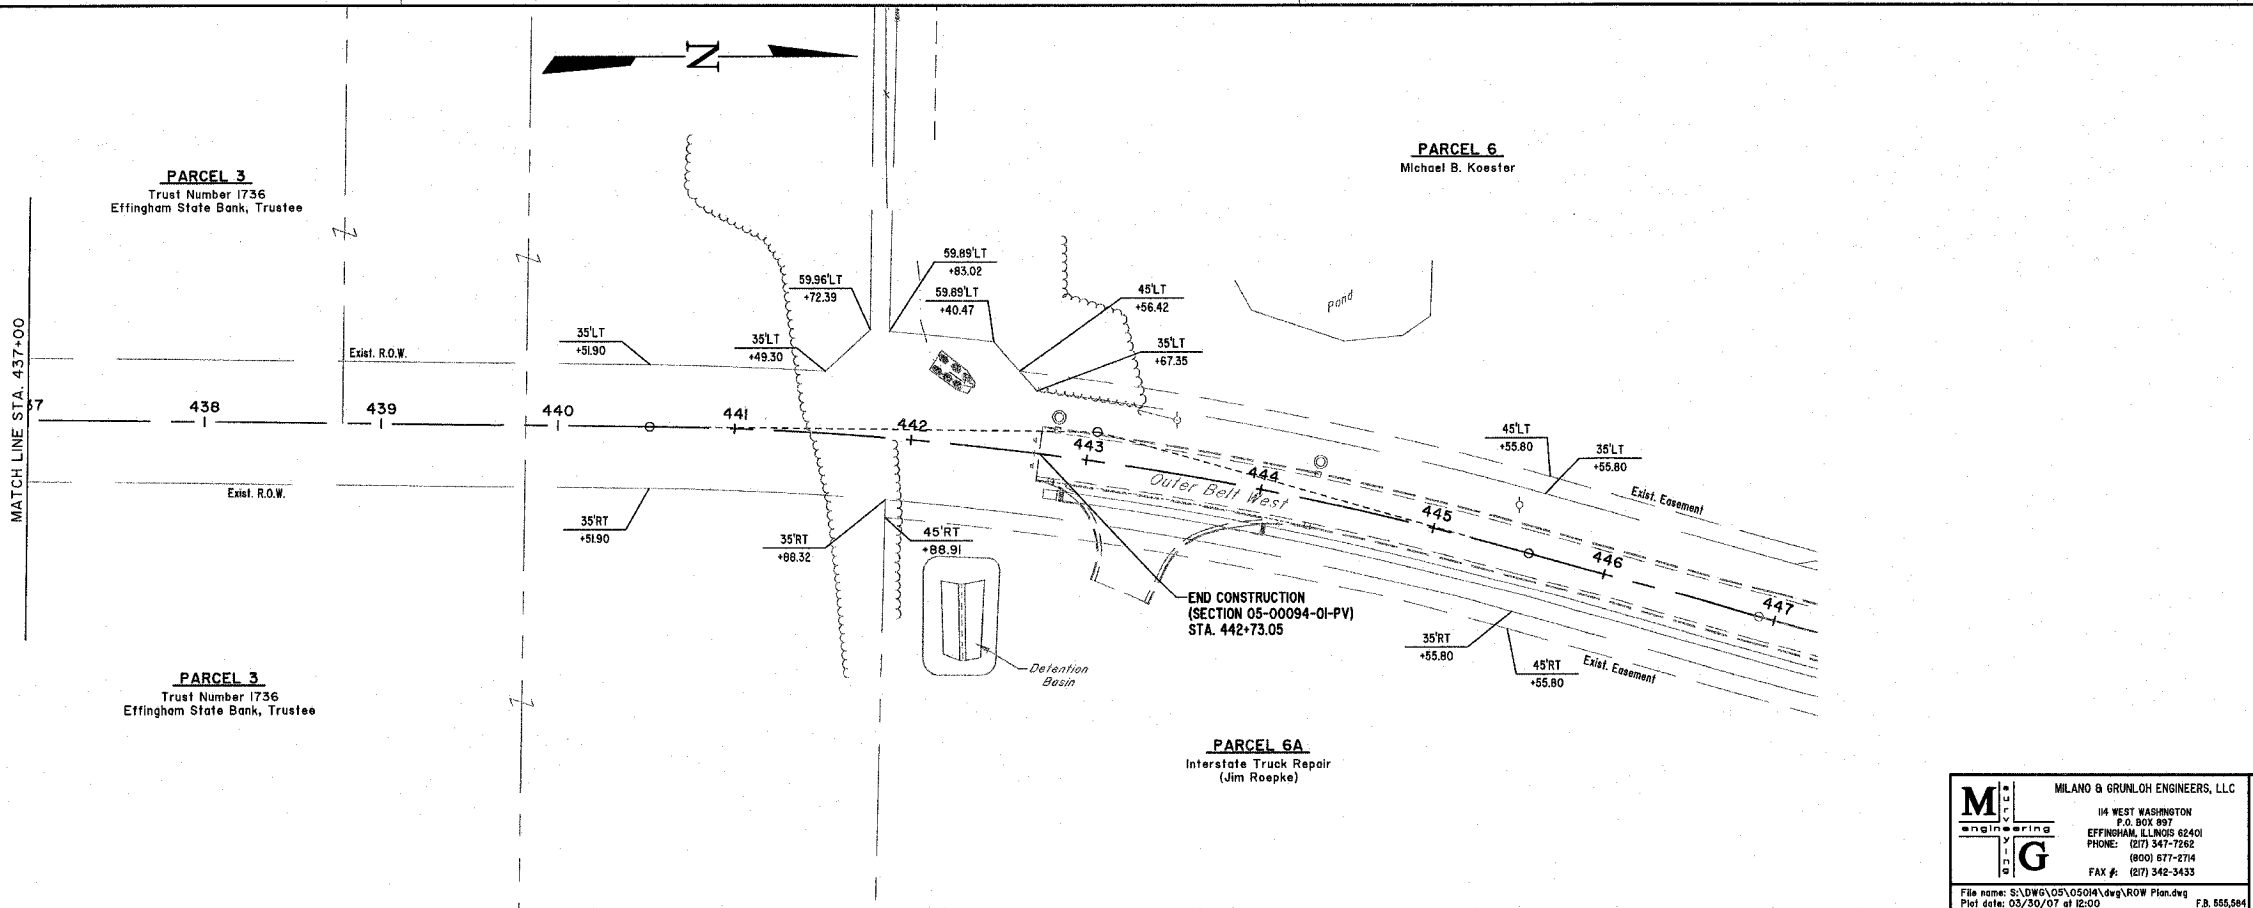 N
PARCEL 3
Trust Number 1736
Effingham State Bank, Trustee
PARCEL 6
Michael B. Koester
MATCH LINE STA. 437+00
59.96'LT
+72.39
59.89'LT
+83.02
59.89'LT
+40.47
45'LT
+56.42
Pond
35'LT
+51.90
35'LT
+49.30
35'LT
+67.35
Exist. R.O.W.
37
438
439
440
441
442
443
444
445
446
447
Outer Belt West
45'LT
+55.80
35'LT
+55.80
Exist. Easement
Exist. R.O.W.
35'RT
+51.90
35'RT
+88.32
45'RT
+88.91
END CONSTRUCTION
(SECTION 05-00094-01-PV)
STA. 442+73.05
35'RT
+55.80
45'RT
+55.80
Exist. Easement
Detention
Basin
PARCEL 3
Trust Number 1736
Effingham State Bank, Trustee
PARCEL 6A
Interstate Truck Repair
(Jim Roepke)
M
surveying
engineering
G
MILANO & GRUNLOH ENGINEERS, LLC
114 WEST WASHINGTON
P.O. BOX 897
EFFINGHAM, ILLINOIS 62401
PHONE: (217) 347-7262
(800) 677-2714
FAX #: (217) 342-3433
File name: S:\DWG\05\05014\dwg\ROW Plan.dwg
Plot date: 03/30/07 at 12:00
F.B. 555,584